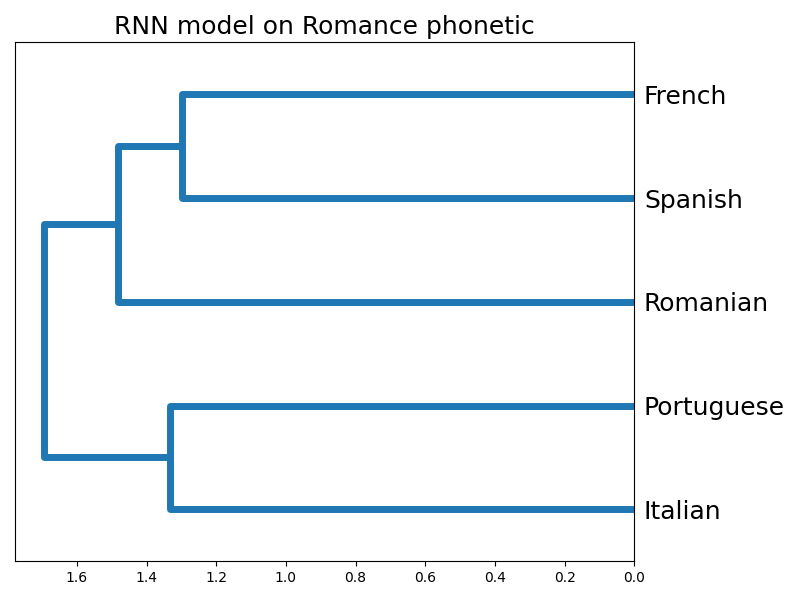 RNN model on Romance phonetic
French
Spanish
Romanian
Portuguese
Italian
1.6 1.4 1.2 1.0 0.8 0.6 0.4 0.2 0.0